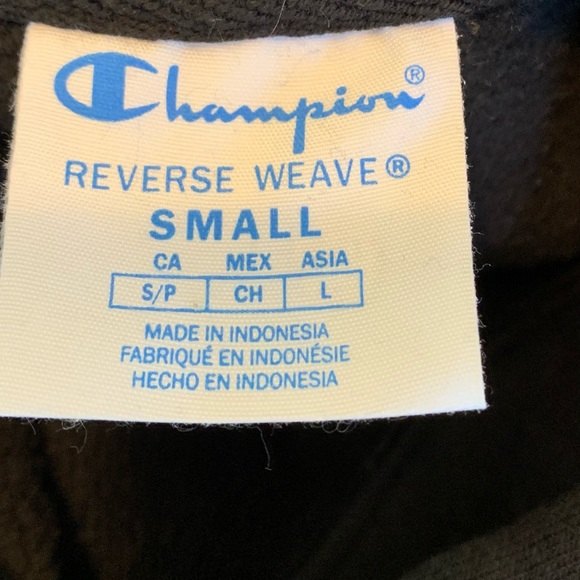 Champion®
REVERSE WEAVE®
SMALL
CA MEX ASIA
S/P CH L
MADE IN INDONESIA
FABRIQUÉ EN INDONÉSIE
HECHO EN INDONESIA